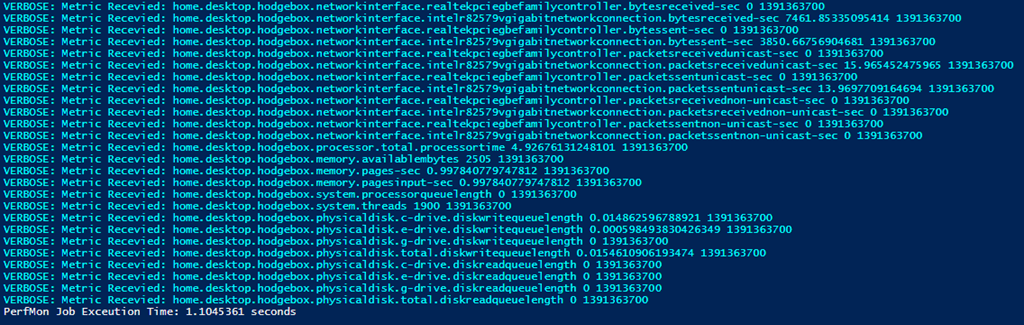 VERBOSE: Metric Recevied: home.desktop.hodgebox.networkinterface.realtekpciegbefamilycontroller.bytesreceived-sec 0 1391363700
VERBOSE: Metric Recevied: home.desktop.hodgebox.networkinterface.intelr82579vgigabitnetworkconnection.bytesreceived-sec 7461.85335095414 1391363700
VERBOSE: Metric Recevied: home.desktop.hodgebox.networkinterface.realtekpciegbefamilycontroller.bytessent-sec 0 1391363700
VERBOSE: Metric Recevied: home.desktop.hodgebox.networkinterface.intelr82579vgigabitnetworkconnection.bytessent-sec 3850.66756904681 1391363700
VERBOSE: Metric Recevied: home.desktop.hodgebox.networkinterface.realtekpciegbefamilycontroller.packetsreceivedunicast-sec 0 1391363700
VERBOSE: Metric Recevied: home.desktop.hodgebox.networkinterface.intelr82579vgigabitnetworkconnection.packetsreceivedunicast-sec 15.965452475965 1391363700
VERBOSE: Metric Recevied: home.desktop.hodgebox.networkinterface.realtekpciegbefamilycontroller.packetssentunicast-sec 0 1391363700
VERBOSE: Metric Recevied: home.desktop.hodgebox.networkinterface.intelr82579vgigabitnetworkconnection.packetssentunicast-sec 13.9697709164694 1391363700
VERBOSE: Metric Recevied: home.desktop.hodgebox.networkinterface.realtekpciegbefamilycontroller.packetsreceivednon-unicast-sec 0 1391363700
VERBOSE: Metric Recevied: home.desktop.hodgebox.networkinterface.intelr82579vgigabitnetworkconnection.packetsreceivednon-unicast-sec 0 1391363700
VERBOSE: Metric Recevied: home.desktop.hodgebox.networkinterface.realtekpciegbefamilycontroller.packetssentnon-unicast-sec 0 1391363700
VERBOSE: Metric Recevied: home.desktop.hodgebox.networkinterface.intelr82579vgigabitnetworkconnection.packetssentnon-unicast-sec 0 1391363700
VERBOSE: Metric Recevied: home.desktop.hodgebox.processor.total.processortime 4.92676131248101 1391363700
VERBOSE: Metric Recevied: home.desktop.hodgebox.memory.availablembytes 2505 1391363700
VERBOSE: Metric Recevied: home.desktop.hodgebox.memory.pages-sec 0.997840779747812 1391363700
VERBOSE: Metric Recevied: home.desktop.hodgebox.memory.pagesinput-sec 0.997840779747812 1391363700
VERBOSE: Metric Recevied: home.desktop.hodgebox.system.processorqueuelength 0 1391363700
VERBOSE: Metric Recevied: home.desktop.hodgebox.system.threads 1900 1391363700
VERBOSE: Metric Recevied: home.desktop.hodgebox.physicaldisk.c-drive.diskwritequeuelength 0.014862596788921 1391363700
VERBOSE: Metric Recevied: home.desktop.hodgebox.physicaldisk.e-drive.diskwritequeuelength 0.000598493830426349 1391363700
VERBOSE: Metric Recevied: home.desktop.hodgebox.physicaldisk.g-drive.diskwritequeuelength 0 1391363700
VERBOSE: Metric Recevied: home.desktop.hodgebox.physicaldisk.total.diskwritequeuelength 0.0154610906193474 1391363700
VERBOSE: Metric Recevied: home.desktop.hodgebox.physicaldisk.c-drive.diskreadqueuelength 0 1391363700
VERBOSE: Metric Recevied: home.desktop.hodgebox.physicaldisk.e-drive.diskreadqueuelength 0 1391363700
VERBOSE: Metric Recevied: home.desktop.hodgebox.physicaldisk.g-drive.diskreadqueuelength 0 1391363700
VERBOSE: Metric Recevied: home.desktop.hodgebox.physicaldisk.total.diskreadqueuelength 0 1391363700
PerfMon Job Execution Time: 1.1045361 seconds